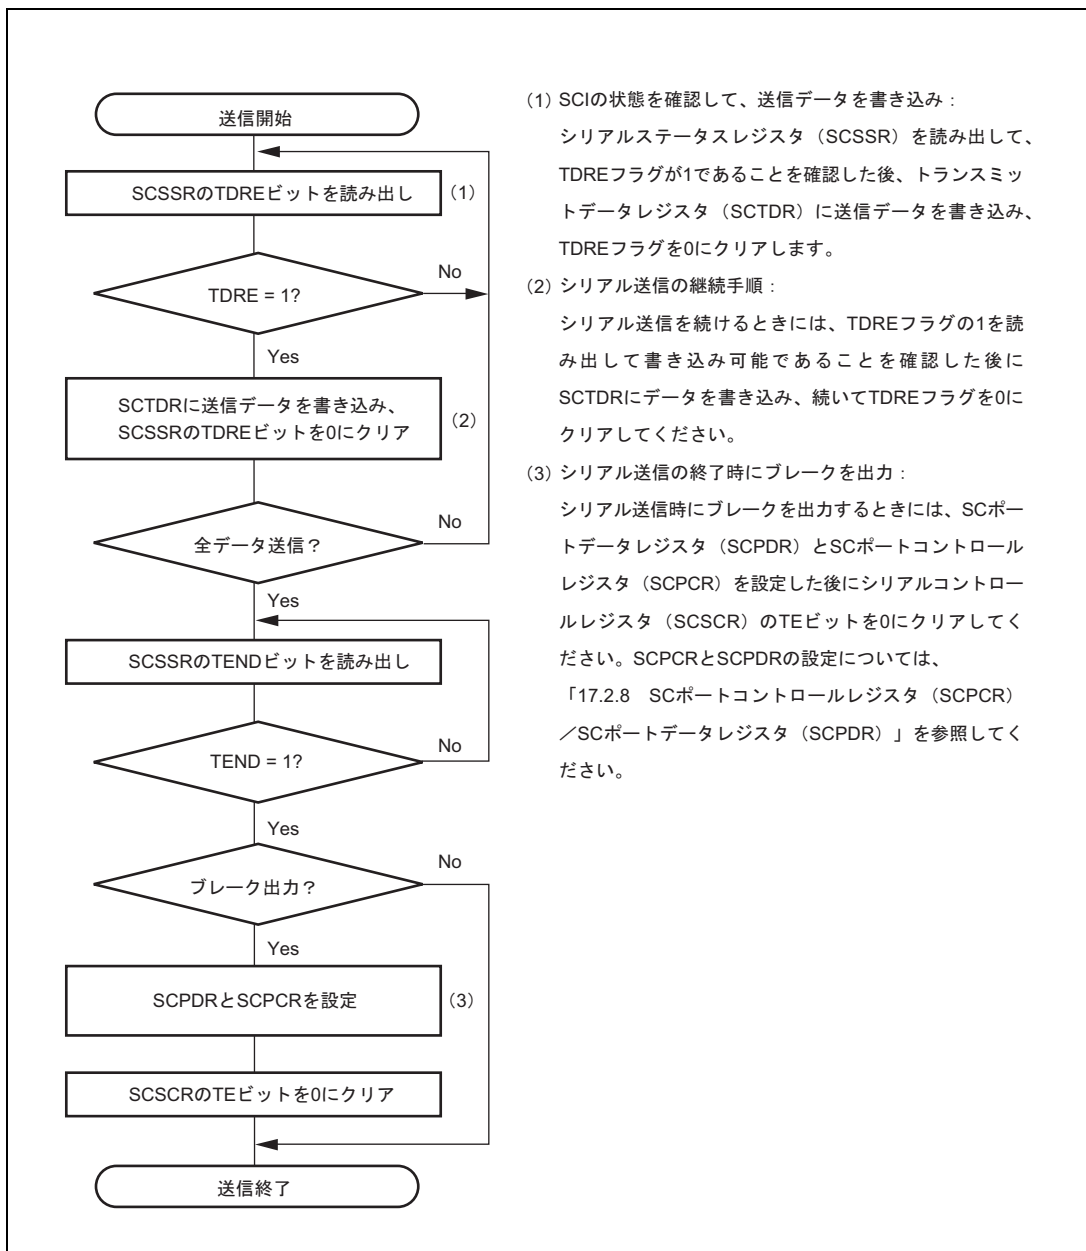 送信開始
SCSSRのTDREビットを読み出し
(1)
TDRE = 1?
No
Yes
SCTDRに送信データを書き込み、
SCSSRのTDREビットを0にクリア
(2)
全データ送信？
No
Yes
SCSSRのTENDビットを読み出し
TEND = 1?
No
Yes
ブレーク出力？
No
Yes
SCPDRとSCPCRを設定
(3)
SCSCRのTEビットを0にクリア
送信終了
(1) SCIの状態を確認して、送信データを書き込み：
シリアルステータスレジスタ（SCSSR）を読み出して、
TDREフラグが1であることを確認した後、トランスミッ
トデータレジスタ（SCTDR）に送信データを書き込み、
TDREフラグを0にクリアします。
(2) シリアル送信の継続手順：
シリアル送信を続けるときには、TDREフラグの1を読
み出して書き込み可能であることを確認した後に
SCTDRにデータを書き込み、続いてTDREフラグを0に
クリアしてください。
(3) シリアル送信の終了時にブレークを出力：
シリアル送信時にブレークを出力するときには、SCポー
トデータレジスタ（SCPDR）とSCポートコントロール
レジスタ（SCPCR）を設定した後にシリアルコントロー
ルレジスタ（SCSCR）のTEビットを0にクリアしてく
ださい。SCPCRとSCPDRの設定については、
「17.2.8　SCポートコントロールレジスタ（SCPCR）
／SCポートデータレジスタ（SCPDR）」を参照してく
ださい。